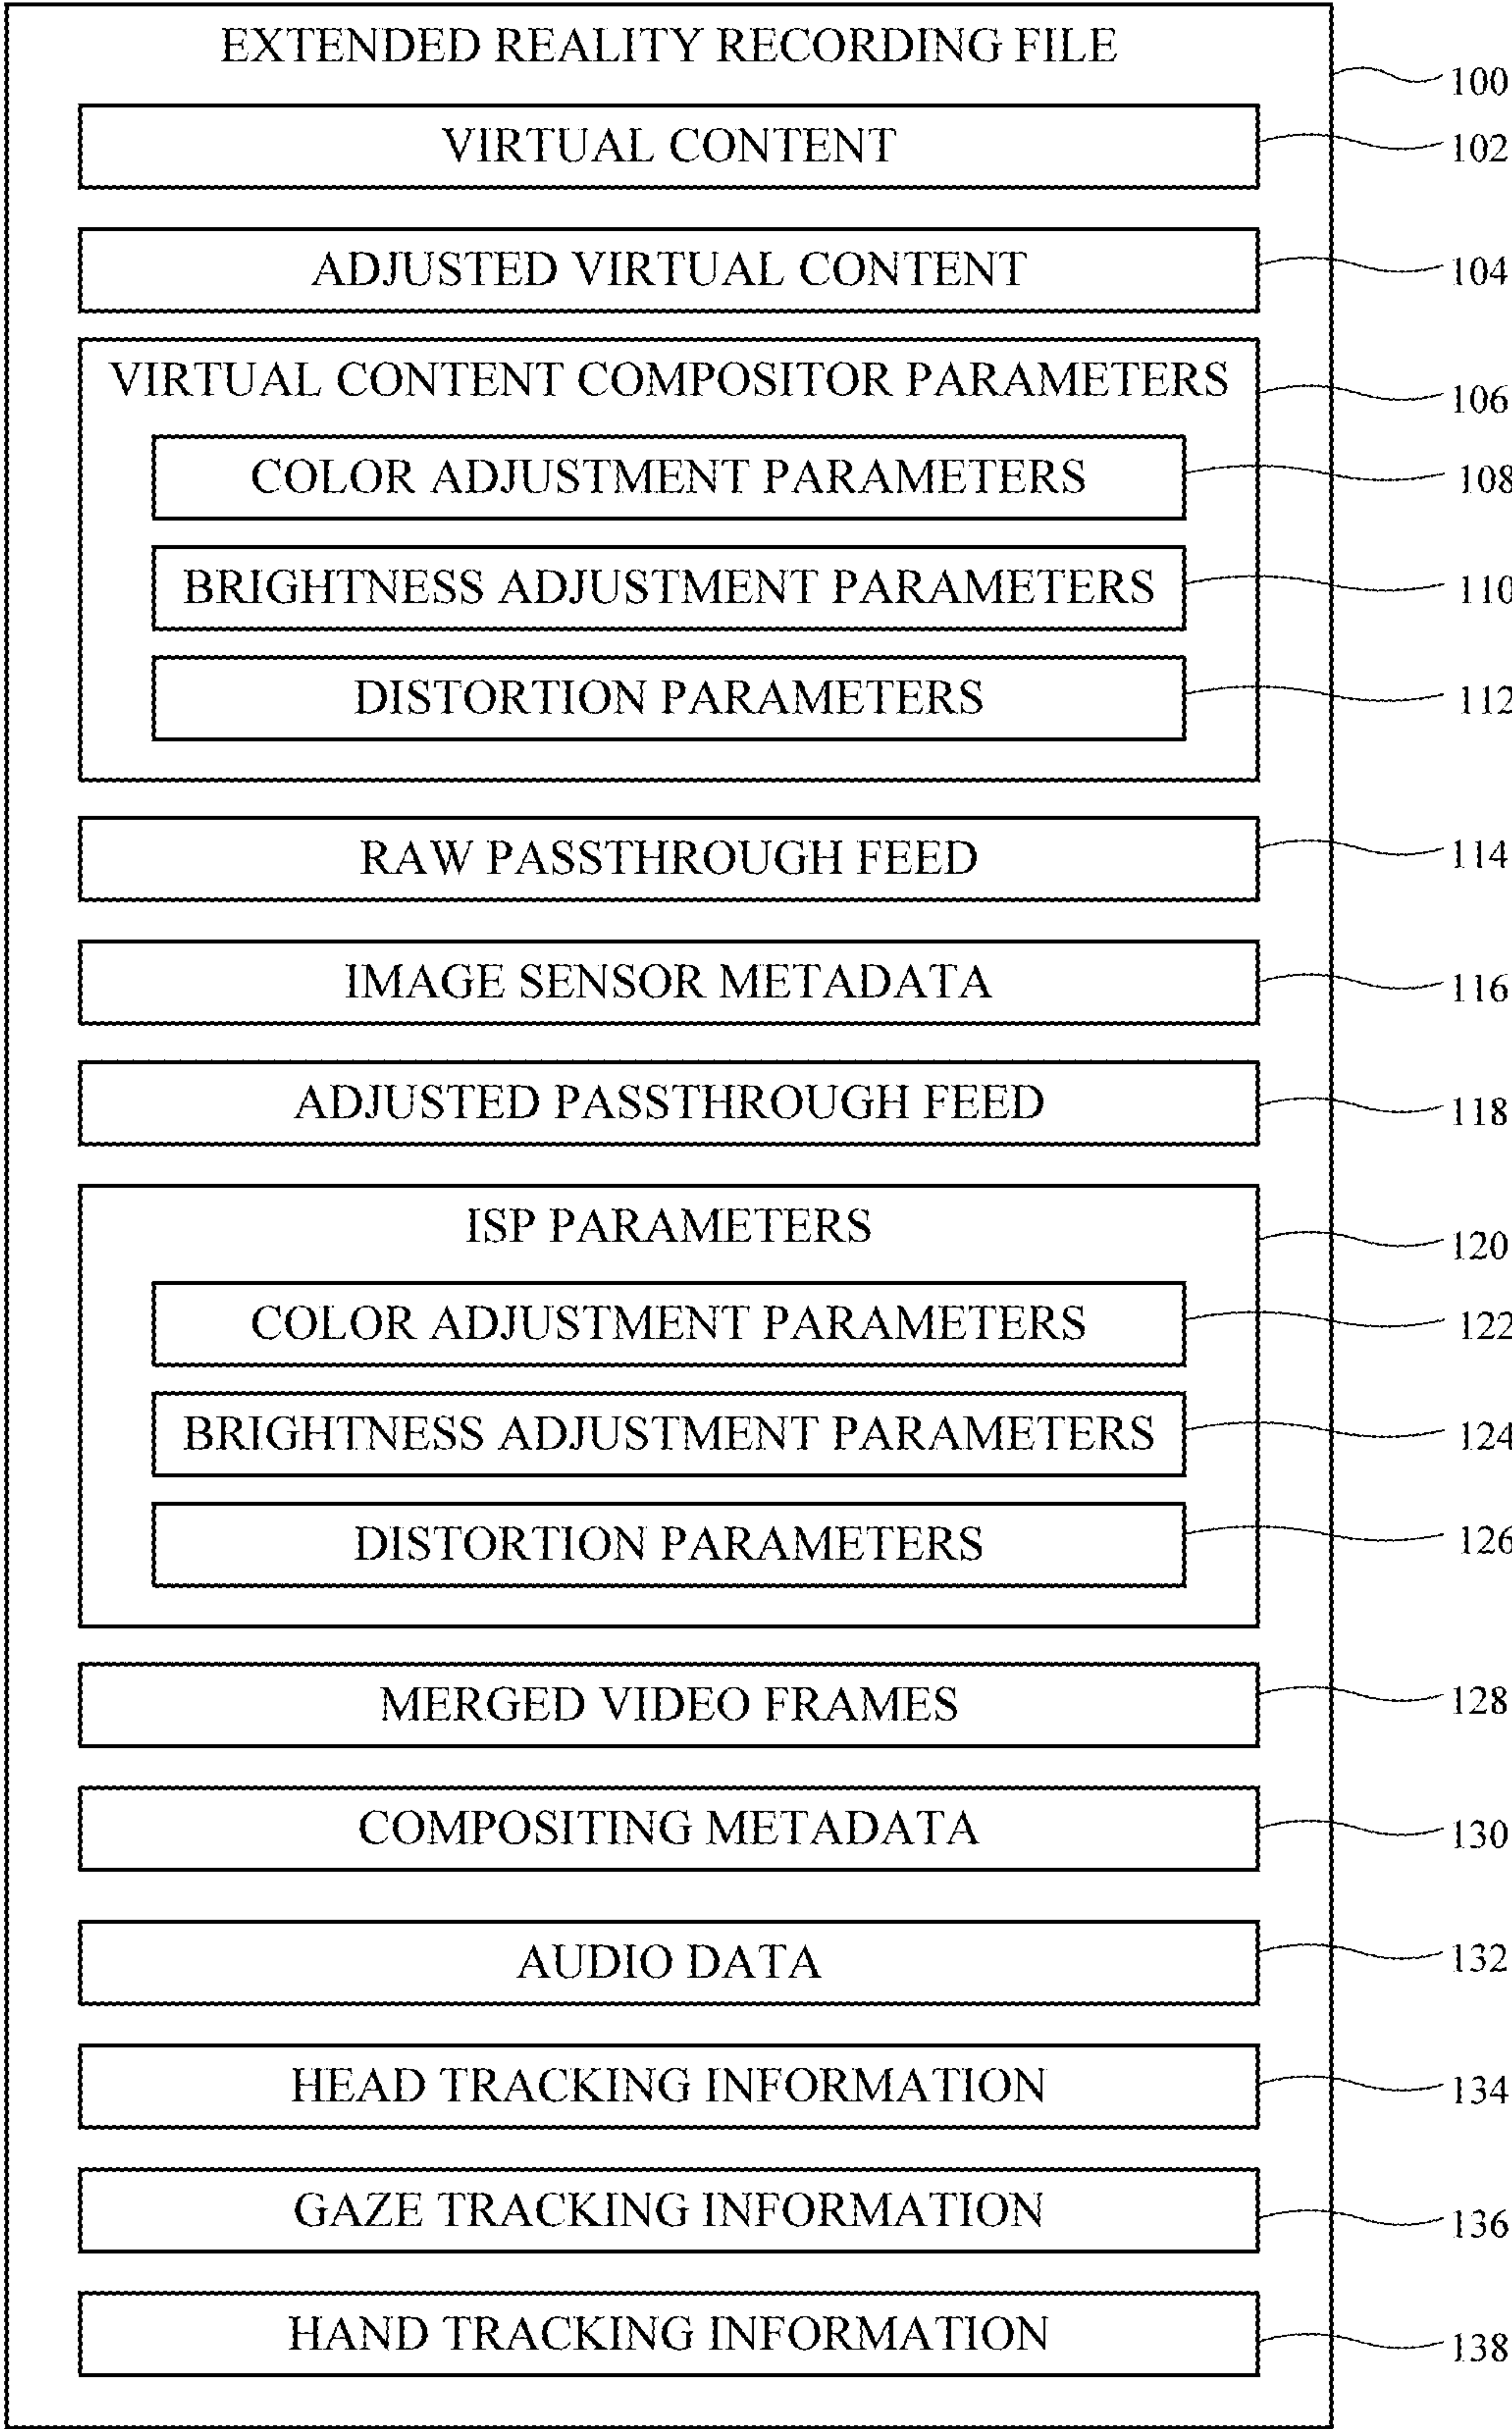 EXTENDED REALITY RECORDING FILE
100
VIRTUAL CONTENT
102
ADJUSTED VIRTUAL CONTENT
104
VIRTUAL CONTENT COMPOSITOR PARAMETERS
106
COLOR ADJUSTMENT PARAMETERS
108
BRIGHTNESS ADJUSTMENT PARAMETERS
110
DISTORTION PARAMETERS
112
RAW PASSTHROUGH FEED
114
IMAGE SENSOR METADATA
116
ADJUSTED PASSTHROUGH FEED
118
ISP PARAMETERS
120
COLOR ADJUSTMENT PARAMETERS
122
BRIGHTNESS ADJUSTMENT PARAMETERS
124
DISTORTION PARAMETERS
126
MERGED VIDEO FRAMES
128
COMPOSITING METADATA
130
AUDIO DATA
132
HEAD TRACKING INFORMATION
134
GAZE TRACKING INFORMATION
136
HAND TRACKING INFORMATION
138